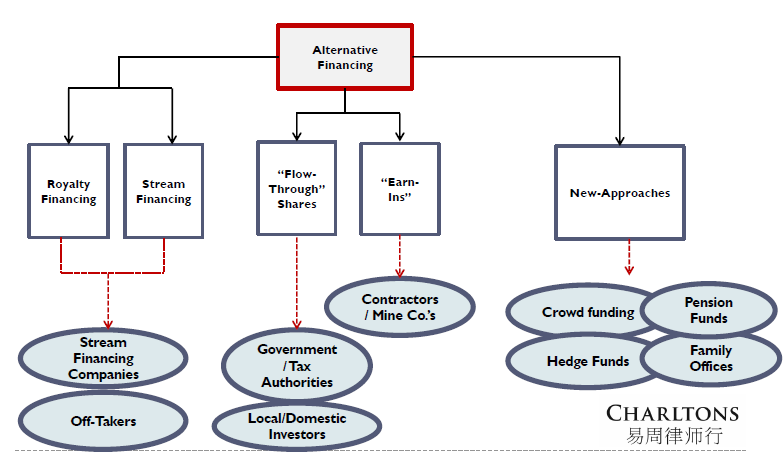 Alternative
Financing
Royalty
Financing
Stream
Financing
“Flow-
Through”
Shares
“Earn-
Ins”
New-Approaches
Stream
Financing
Companies
Off-Takers
Government
/ Tax
Authorities
Local/Domestic
Investors
Contractors
/ Mine Co.’s
Crowd funding
Pension
Funds
Hedge Funds
Family
Offices
CHARLTONS
易周律师行